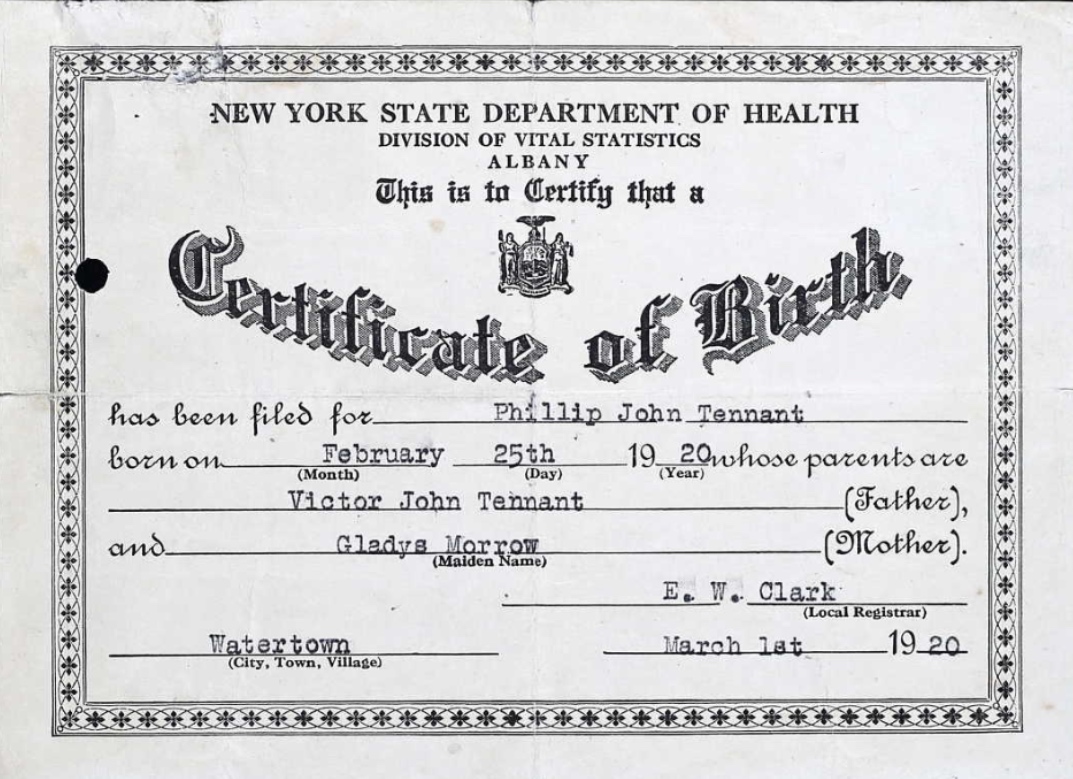 NEW YORK STATE DEPARTMENT OF HEALTH
DIVISION OF VITAL STATISTICS
ALBANY
This is to Certify that a
Certificate of Birth
has been filed for Phillip John Tennant
born on February 25th 19 20 whose parents are
(Month) (Day) (Year)
Victor John Tennant (Father),
and Gladys Morrow (Mother).
(Maiden Name)
E. W. Clark
(Local Registrar)
Watertown March 1st 19 20
(City, Town, Village)